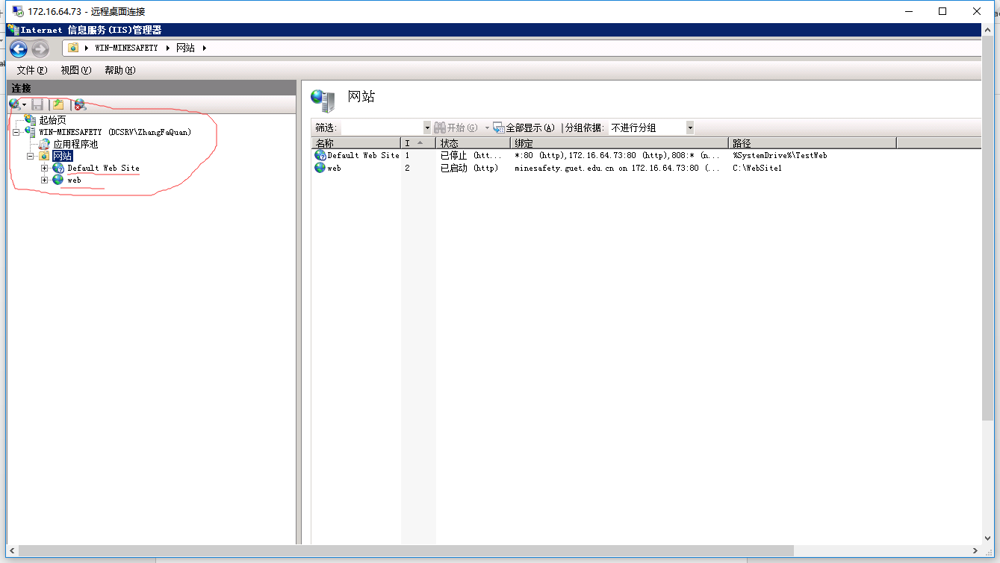 172.16.64.73 - 远程桌面连接
Internet 信息服务(IIS)管理器
WIN-MINESAFETY 网站
文件(F) 视图(V) 帮助(H)
连接
起始页
WIN-MINESAFETY (DCSRV\ZhangFaQuan)
应用程序池
网站
Default Web Site
web
网站
筛选: 开始(G) 全部显示(A) 分组依据: 不进行分组
名称 I 状态 绑定 路径
Default Web Site 1 已停止 (htt... *:80 (http),172.16.64.73:80 (http),808:* (n... %SystemDrive%\TestWeb
web 2 已启动 (http) minesafety.guet.edu.cn on 172.16.64.73:80 (... C:\WebSite1